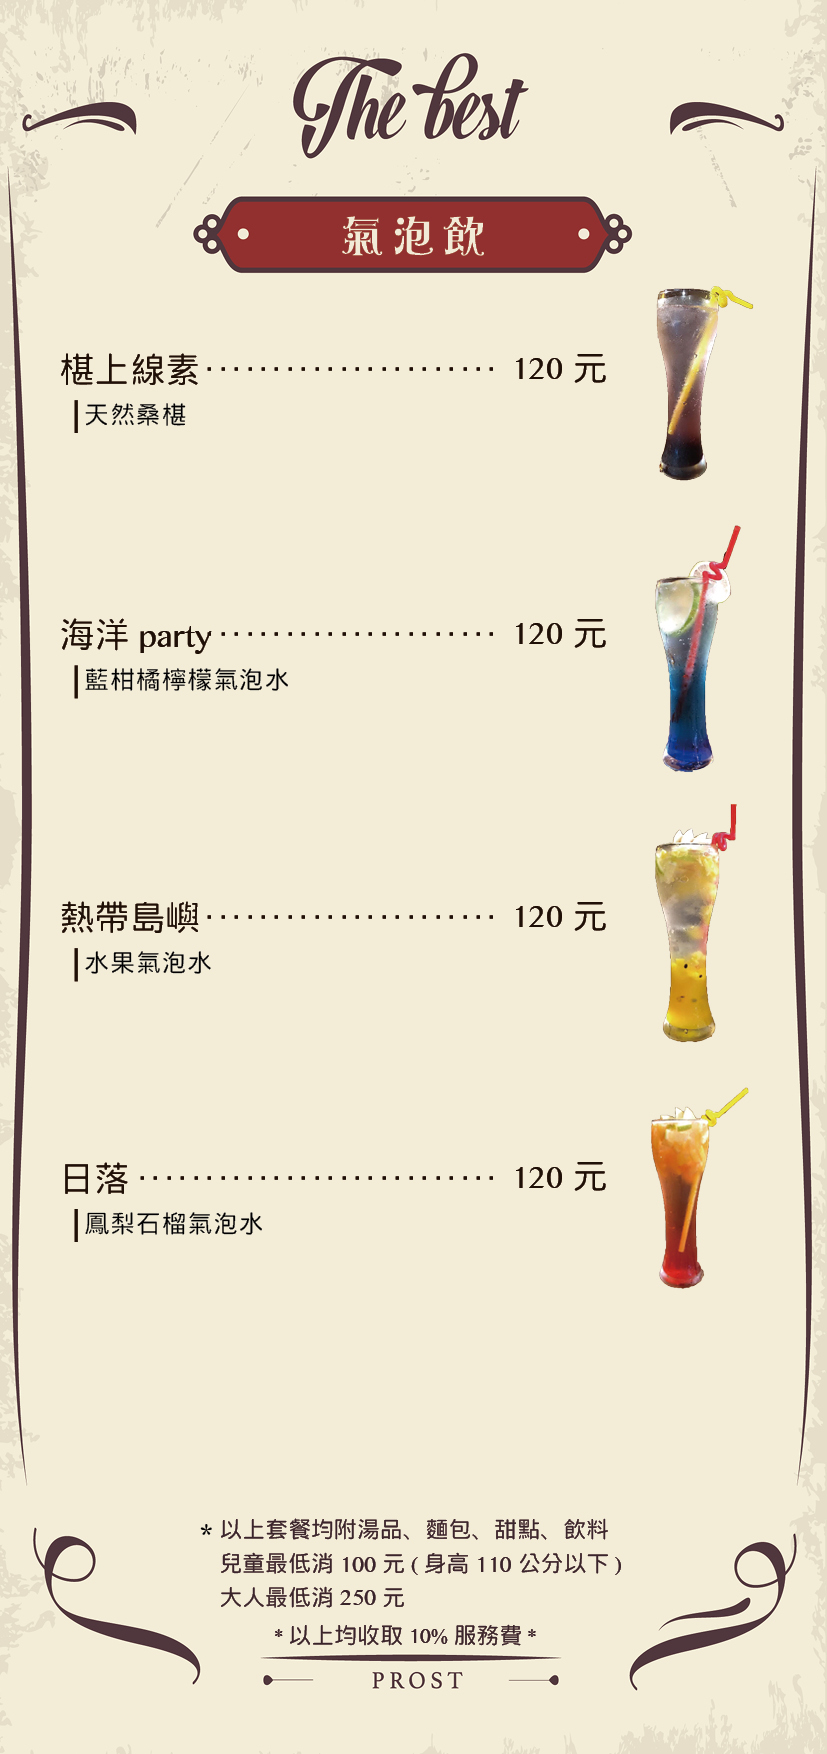 The best
氣泡飲
椹上線素 ······················ 120 元
天然桑椹
海洋 party ····················· 120 元
藍柑橘檸檬氣泡水
熱帶島嶼 ······················ 120 元
水果氣泡水
日落 ··························· 120 元
鳳梨石榴氣泡水
* 以上套餐均附湯品、麵包、甜點、飲料
兒童最低消 100 元 ( 身高 110 公分以下 )
大人最低消 250 元
* 以上均收取 10% 服務費 *
PROST